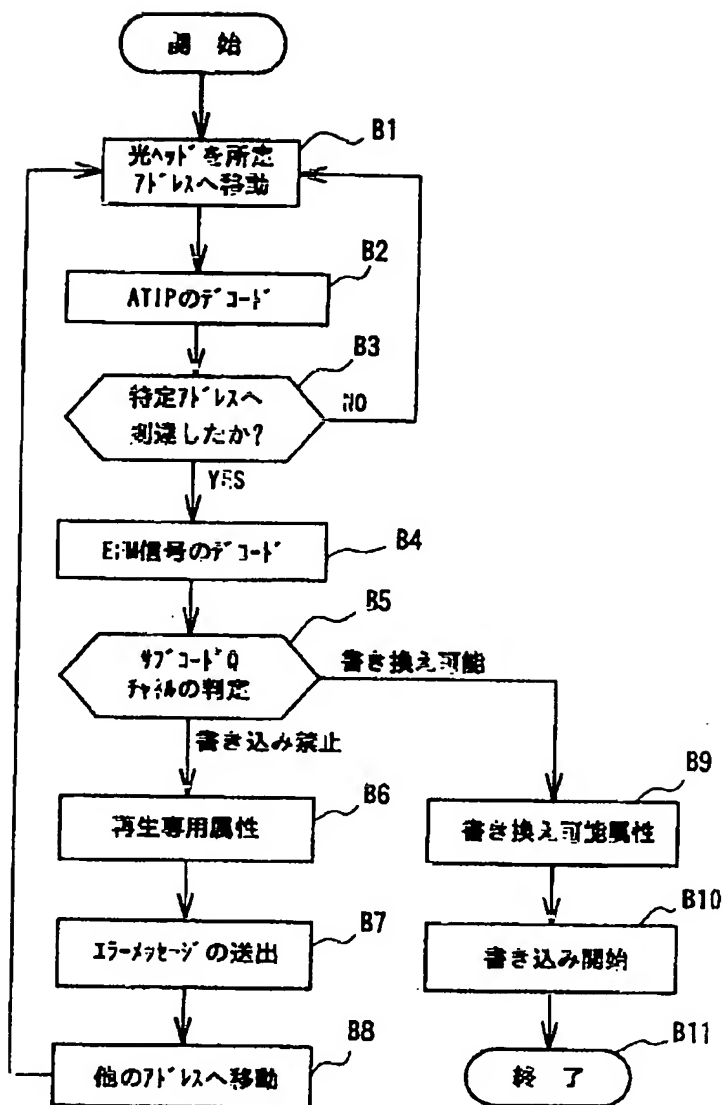 開 始
B1
光ヘッドを所定
アドレスへ移動
B2
ATIPのデコード
B3
特定アドレスへ
到達したか?
NO
YES
B4
EFM信号のデコード
B5
サブコードQ
チャネルの判定
書き換え可能
書き込み禁止
B6
再生専用属性
B9
書き換え可能属性
B7
エラーメッセージの送出
B10
書き込み開始
B8
他のアドレスへ移動
B11
終 了